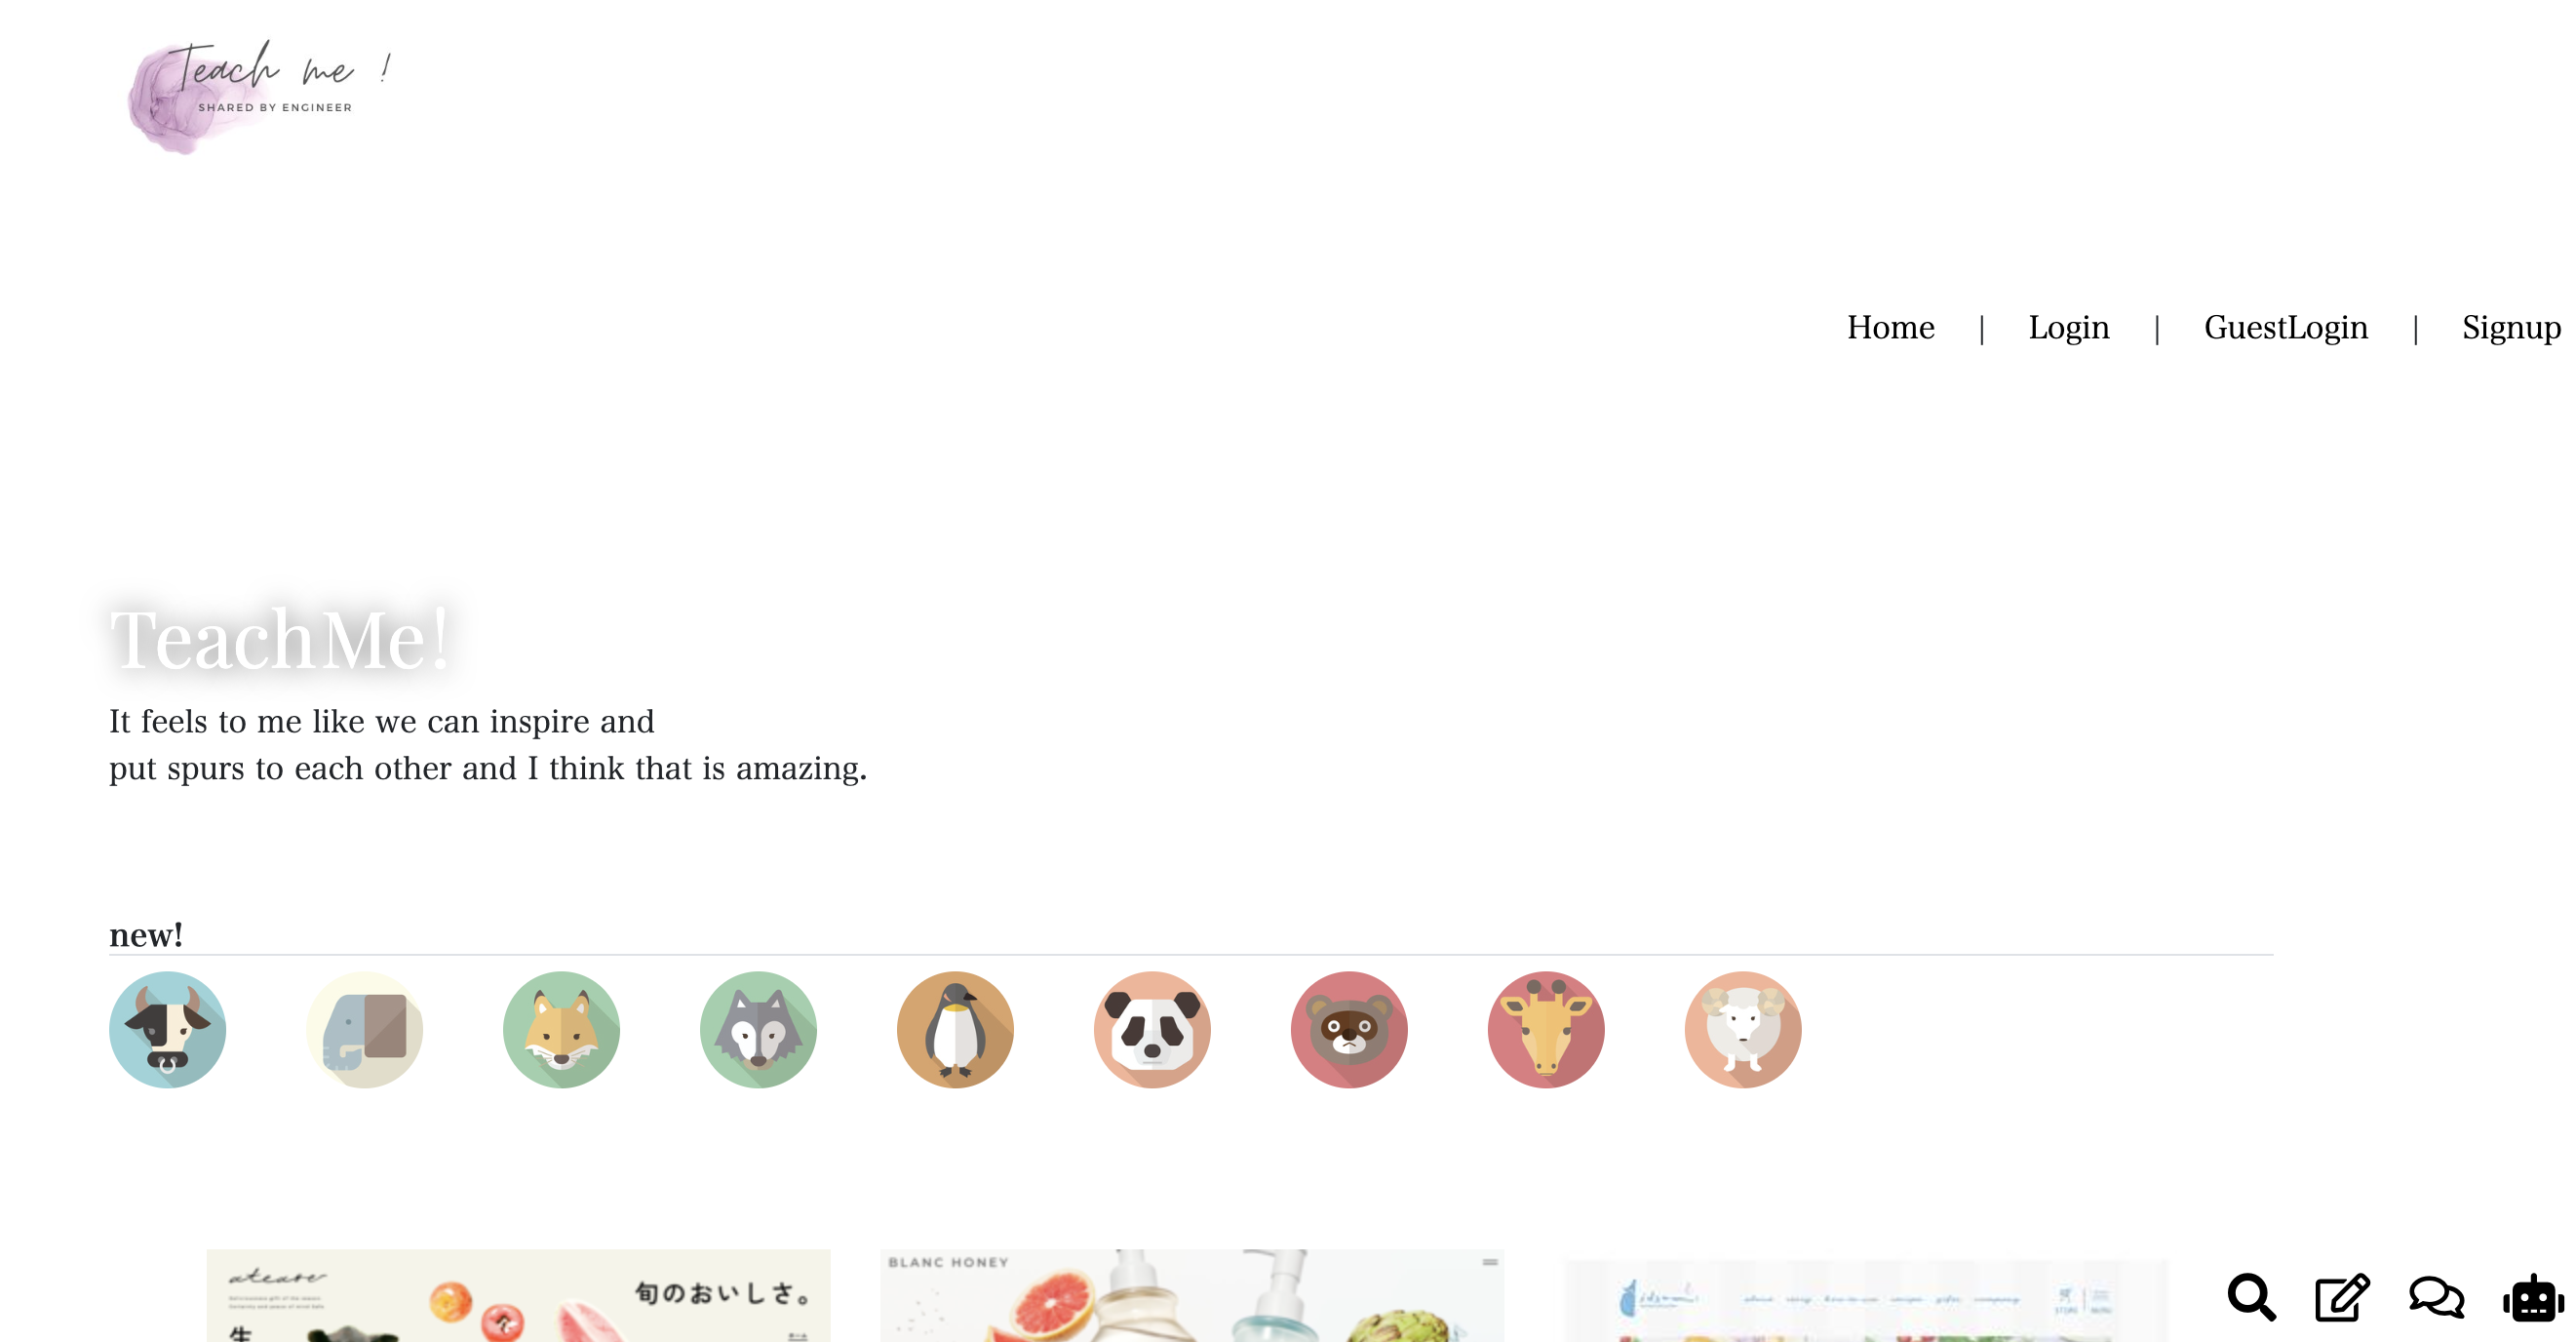 Teach me !
SHARED BY ENGINEER
Home | Login | GuestLogin | Signup
TeachMe!
It feels to me like we can inspire and
put spurs to each other and I think that is amazing.
new!
atease
旬のおいしさ。
BLANC HONEY